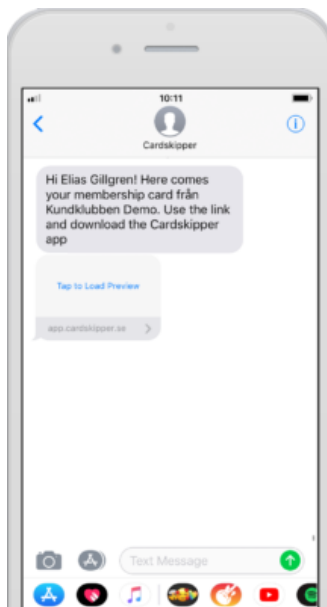 10:11
Cardskipper
Hi Elias Gillgren! Here comes
your membership card från
Kundklubben Demo. Use the link
and download the Cardskipper
app
Tap to Load Preview
app.cardskipper.se
Text Message